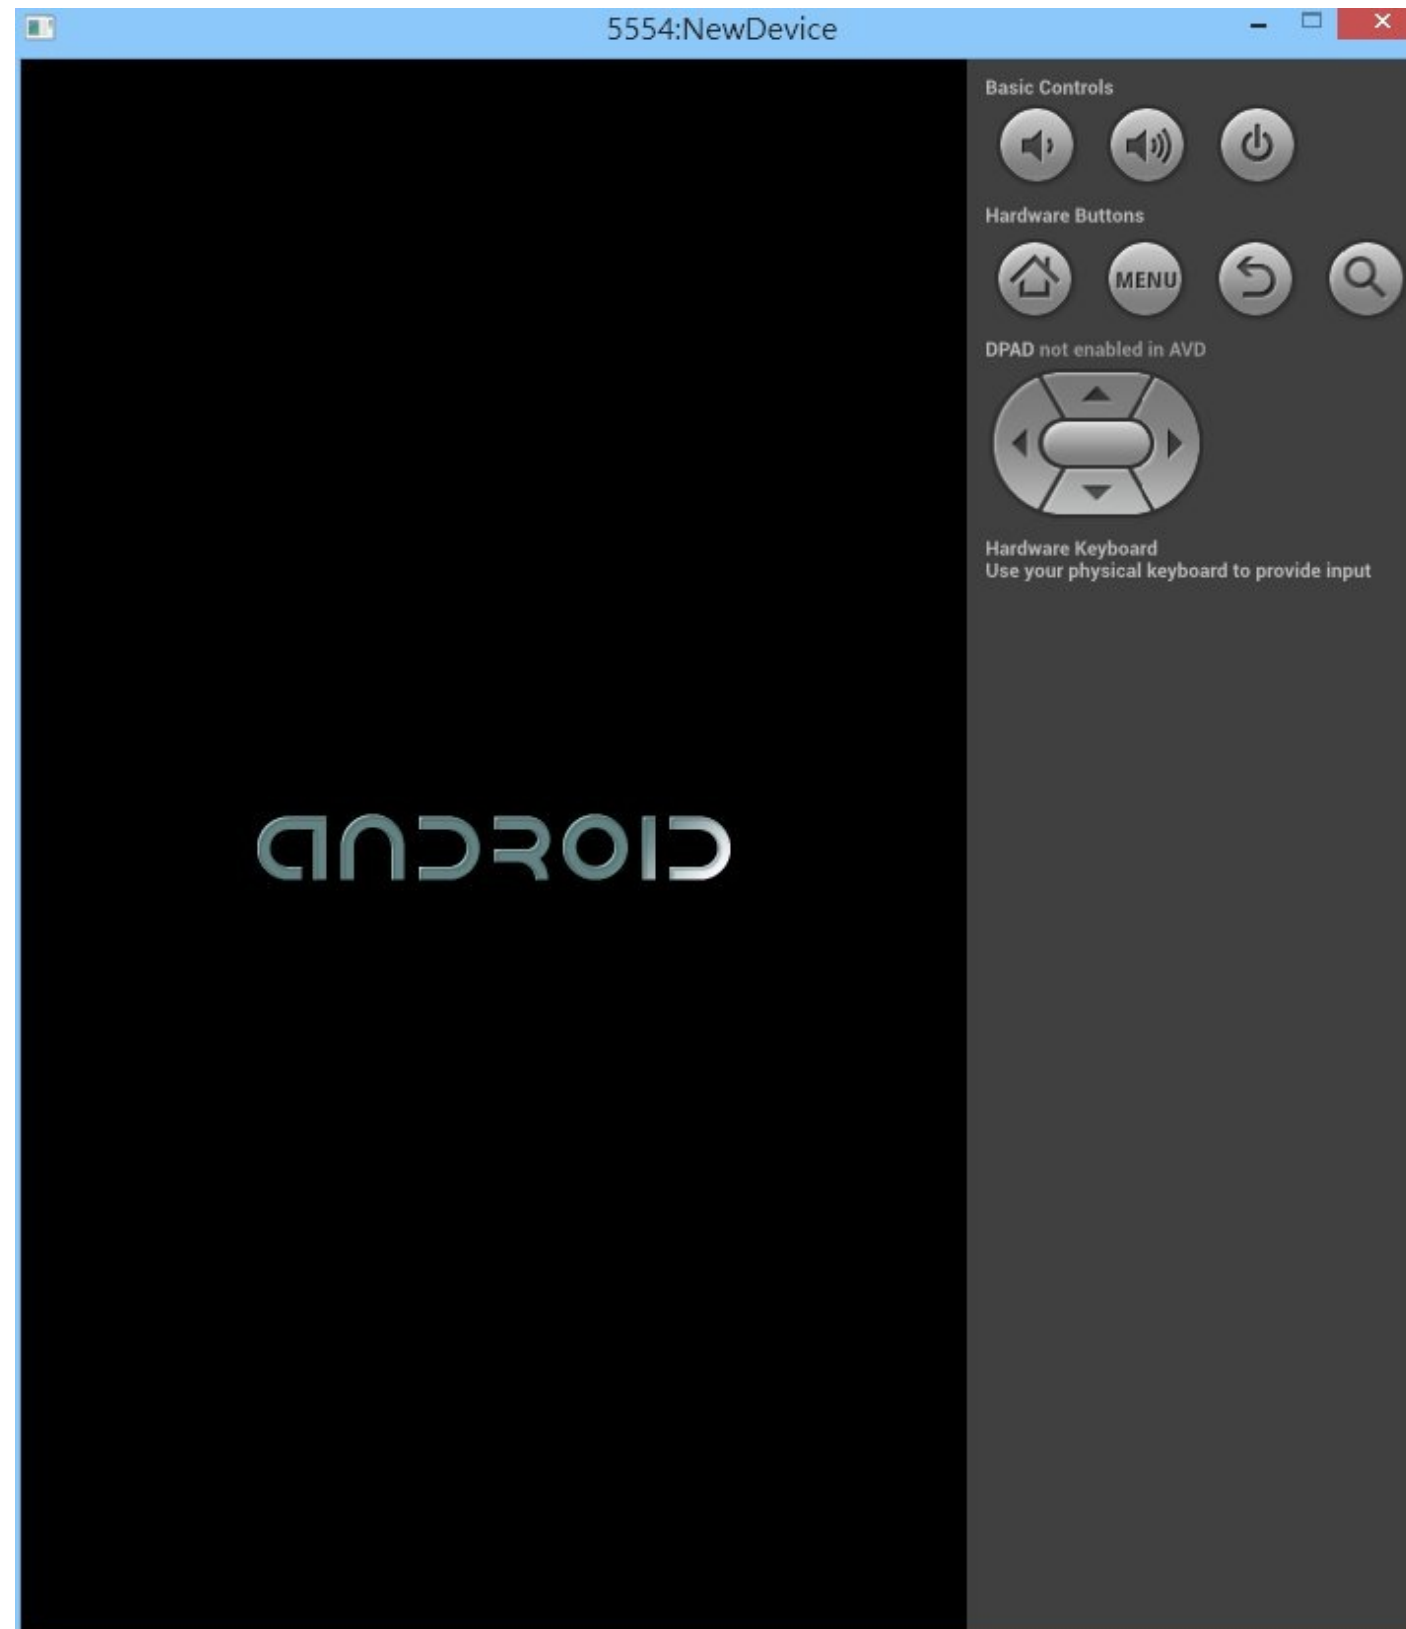 5554:NewDevice
Basic Controls
Hardware Buttons
MENU
DPAD not enabled in AVD
Hardware Keyboard
Use your physical keyboard to provide input
ANDROID